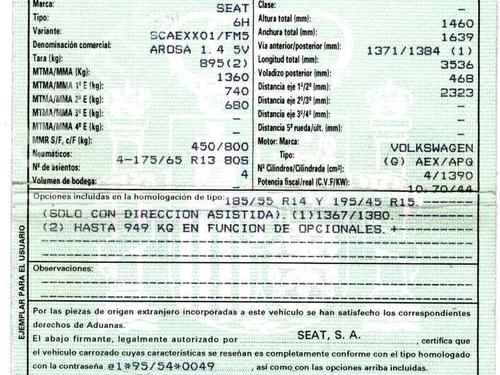 Marca: SEAT
Tipo: 6H
Variante: SCAEXX01/FM5
Denominación comercial: AROSA 1.4 5V
Tara (kg) 895(2)
MTMA/MMA (Kg): 1360
MTMA/MMA 1º E (kg): 740
MTMA/MMA 2º E (kg): 680
MTMA/MMA 3º E (kg): —
MTMA/MMA 4º E (kg): —
MMR S/F, c/F (kg): 450/800
Neumáticos: 4-175/65 R13 80S
Nº de asientos: 4
Volumen de bodega: —
Clase: —
Altura total (mm): 1460
Anchura total (mm): 1639
Vía anterior/posterior (mm): 1371/1384 (1)
Longitud total (mm): 3536
Voladizo posterior (mm): 468
Distancia eje 1º/2º (mm): 2323
Distancia eje 2º/3º (mm): —
Distancia eje 3º/4º (mm): —
Distancia 5ª rueda/últ. (mm): —
Motor: Marca: VOLKSWAGEN
Tipo: (G) AEX/APQ
Nº Cilindros/Cilindrada (cm³): 4/1390
Potencia fiscal/real (C.V.F/KW): 10,70/44
Opciones incluidas en la homologación de tipo: 185/55 R14 Y 195/45 R15.
(SOLO CON DIRECCION ASISTIDA). (1)1367/1380.
(2) HASTA 949 KG EN FUNCION DE OPCIONALES. +
Observaciones:
EJEMPLAR PARA EL USUARIO
Por las piezas de origen extranjero incorporadas a este vehículo se han satisfecho los correspondientes
derechos de Aduanas.
El abajo firmante, legalmente autorizado por SEAT, S.A. , certifica que
el vehículo carrozado cuyas características se reseñan es completamente conforme con el tipo homologado
con la contraseña e1*95/54*0049 , así como con las opciones arriba incluidas.